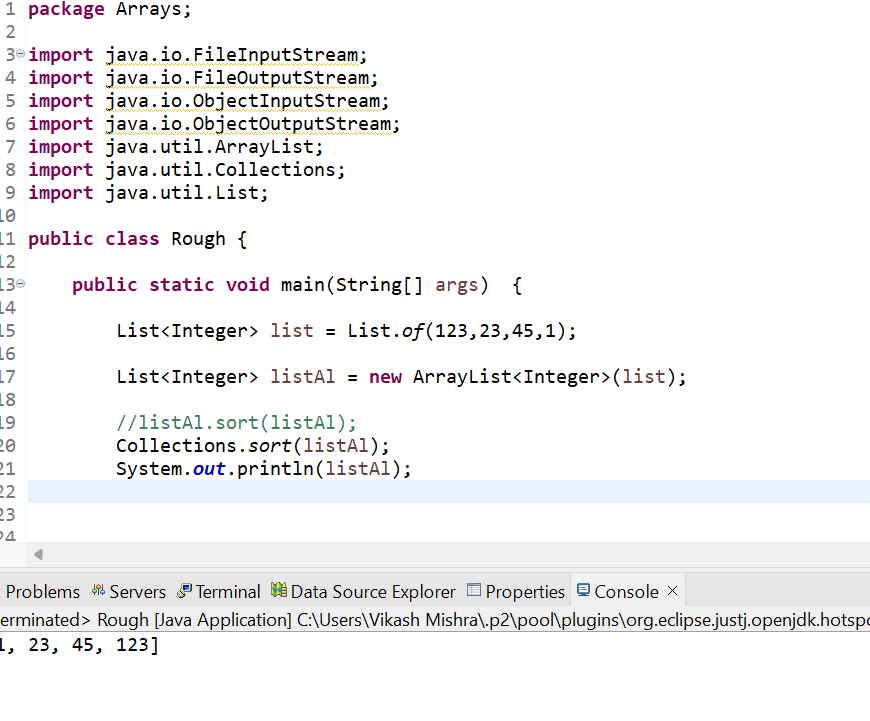 1 package Arrays;
2
3 import java.io.FileInputStream;
4 import java.io.FileOutputStream;
5 import java.io.ObjectInputStream;
6 import java.io.ObjectOutputStream;
7 import java.util.ArrayList;
8 import java.util.Collections;
9 import java.util.List;
10
11 public class Rough {
12
13 public static void main(String[] args)  {
14
15 List<Integer> list = List.of(123,23,45,1);
16
17 List<Integer> listAl = new ArrayList<Integer>(list);
18
19 //listAl.sort(listAl);
20 Collections.sort(listAl);
21 System.out.println(listAl);
22
23
24
Problems Servers Terminal Data Source Explorer Properties Console
erminated> Rough [Java Application] C:\Users\Vikash Mishra\.p2\pool\plugins\org.eclipse.justj.openjdk.hotspo
1, 23, 45, 123]